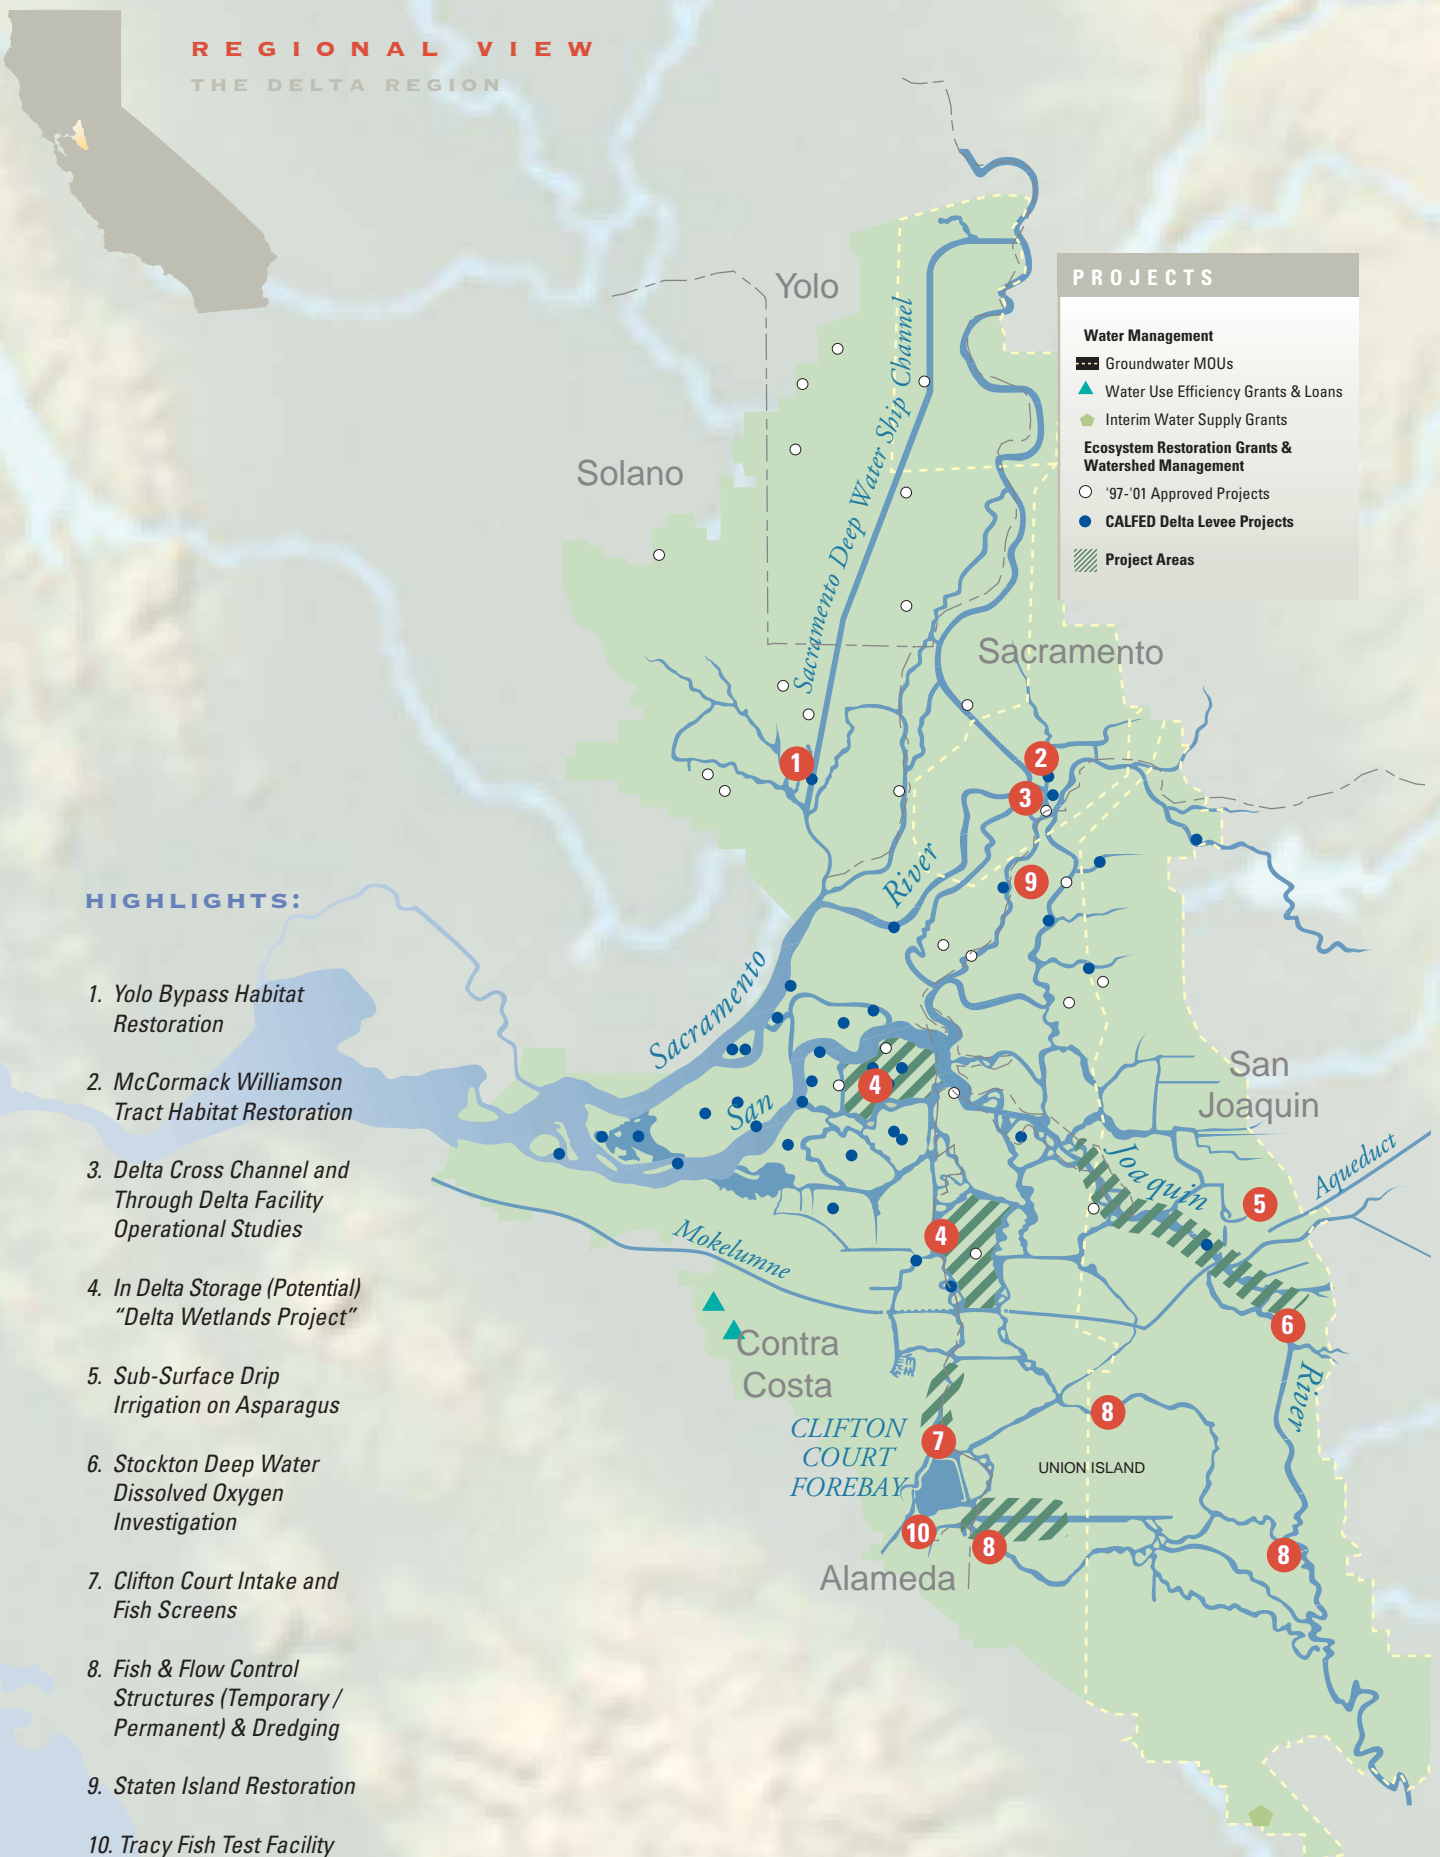 REGIONAL VIEW
THE DELTA REGION
PROJECTS
Water Management
Groundwater MOUs
Water Use Efficiency Grants & Loans
Interim Water Supply Grants
Ecosystem Restoration Grants &
Watershed Management
'97-'01 Approved Projects
CALFED Delta Levee Projects
Project Areas
Yolo
Solano
Sacramento Deep Water Ship Channel
Sacramento
1
2
3
River
9
Sacramento
San
4
San
Joaquin
Joaquin
Aqueduct
5
4
Mokelumne
6
Contra
Costa
River
8
CLIFTON
COURT
FOREBAY
7
UNION ISLAND
10
8
8
Alameda
HIGHLIGHTS:
1. Yolo Bypass Habitat
Restoration
2. McCormack Williamson
Tract Habitat Restoration
3. Delta Cross Channel and
Through Delta Facility
Operational Studies
4. In Delta Storage (Potential)
“Delta Wetlands Project”
5. Sub-Surface Drip
Irrigation on Asparagus
6. Stockton Deep Water
Dissolved Oxygen
Investigation
7. Clifton Court Intake and
Fish Screens
8. Fish & Flow Control
Structures (Temporary /
Permanent) & Dredging
9. Staten Island Restoration
10. Tracy Fish Test Facility